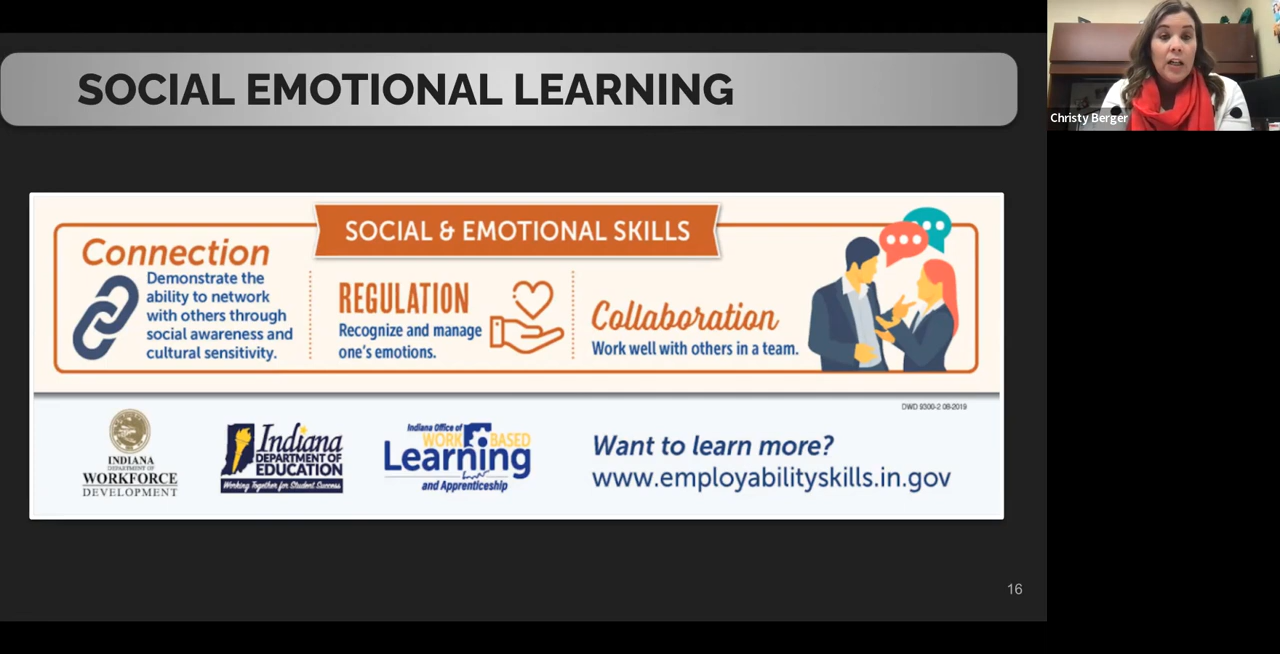 SOCIAL EMOTIONAL LEARNING
Christy Berger
SOCIAL & EMOTIONAL SKILLS
Connection
Demonstrate the
ability to network
with others through
social awareness and
cultural sensitivity.
REGULATION
Recognize and manage
one's emotions.
Collaboration
Work well with others in a team.
DWD 9300-2 08-2019
INDIANA
DEPARTMENT OF
WORKFORCE
DEVELOPMENT
Indiana
DEPARTMENT OF
EDUCATION
Working Together for Student Success
Indiana Office of
WORK BASED
Learning
and Apprenticeship
Want to learn more?
www.employabilityskills.in.gov
16